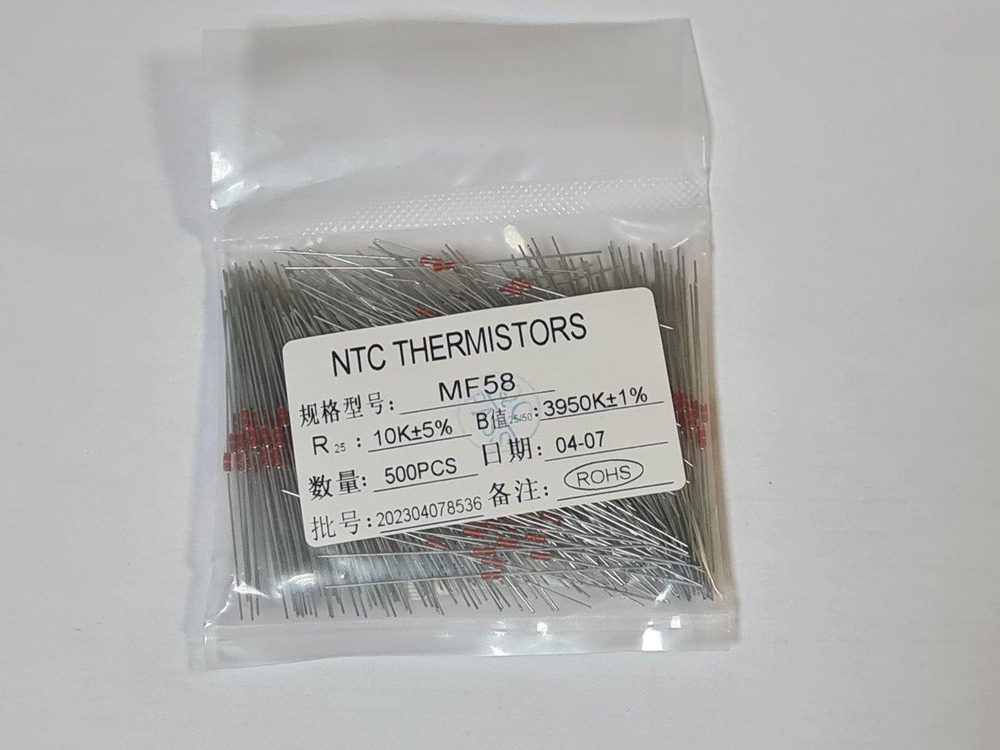 NTC THERMISTORS
规格型号: MF58
R25: 10K±5% B值25/50: 3950K±1%
数量: 500PCS 日期: 04-07
批号: 202304078536 备注: ROHS